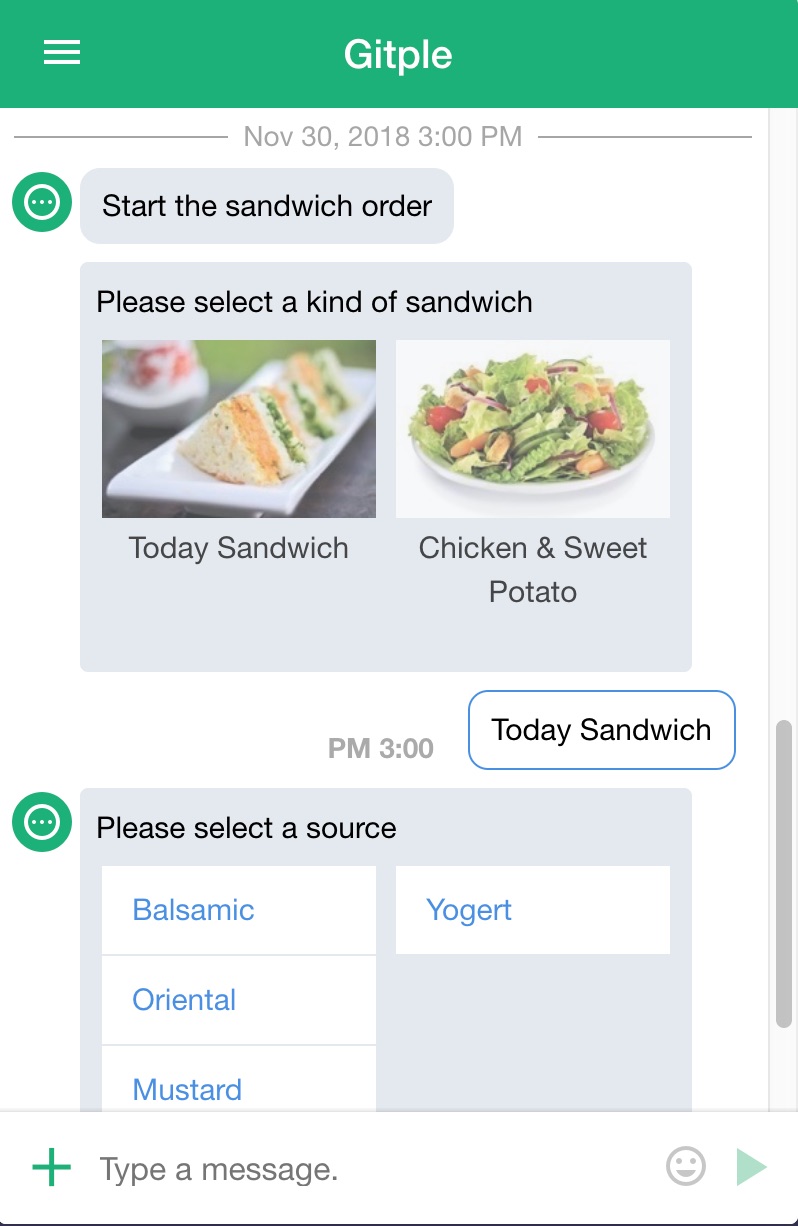 Gitple
Nov 30, 2018 3:00 PM
Start the sandwich order
Please select a kind of sandwich
Today Sandwich
Chicken & Sweet
Potato
Today Sandwich
PM 3:00
Please select a source
Balsamic
Yogert
Oriental
Mustard
Type a message.